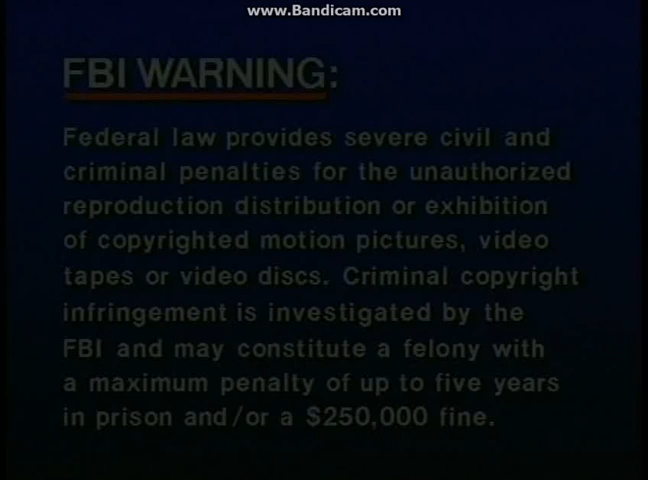 www.Bandicam.com
FBI WARNING:
Federal law provides severe civil and
criminal penalties for the unauthorized
reproduction distribution or exhibition
of copyrighted motion pictures, video
tapes or video discs. Criminal copyright
infringement is investigated by the
FBI and may constitute a felony with
a maximum penalty of up to five years
in prison and/or a $250,000 fine.